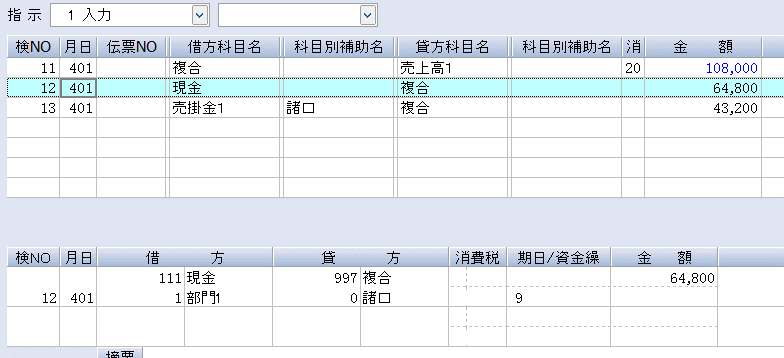 指示 1 入力
検NO 月日 伝票NO 借方科目名 科目別補助名 貸方科目名 科目別補助名 消 金 額
11 401 複合 売上高1 20 108,000
12 401 現金 複合 64,800
13 401 売掛金1 諸口 複合 43,200
検NO 月日 借 方 貸 方 消費税 期日/資金繰 金 額
111 現金 997 複合 64,800
12 401 1 部門1 0 諸口 9
摘要